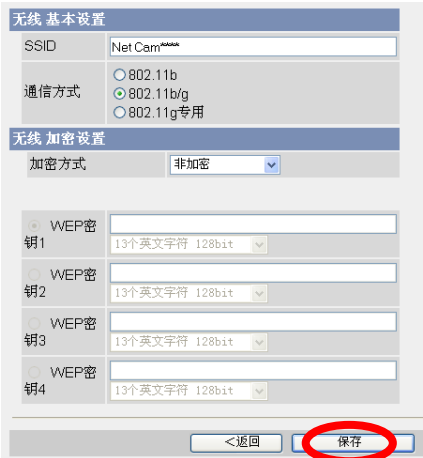 无线 基本设置
SSID
Net Cam****
通信方式
802.11b
802.11b/g
802.11g专用
无线 加密设置
加密方式
非加密
WEP密
钥1
13个英文字符 128bit
WEP密
钥2
13个英文字符 128bit
WEP密
钥3
13个英文字符 128bit
WEP密
钥4
13个英文字符 128bit
<返回
保存